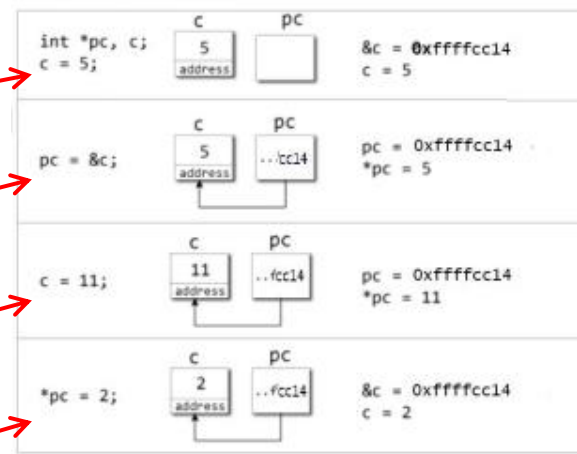 c pc
int *pc, c;
c = 5;
5
address
&c = 0xffffcc14
c = 5
c pc
pc = &c;
5
address
...cc14
pc = 0xffffcc14
*pc = 5
c pc
c = 11;
11
address
..fcc14
pc = 0xffffcc14
*pc = 11
c pc
*pc = 2;
2
address
..fcc14
&c = 0xffffcc14
c = 2